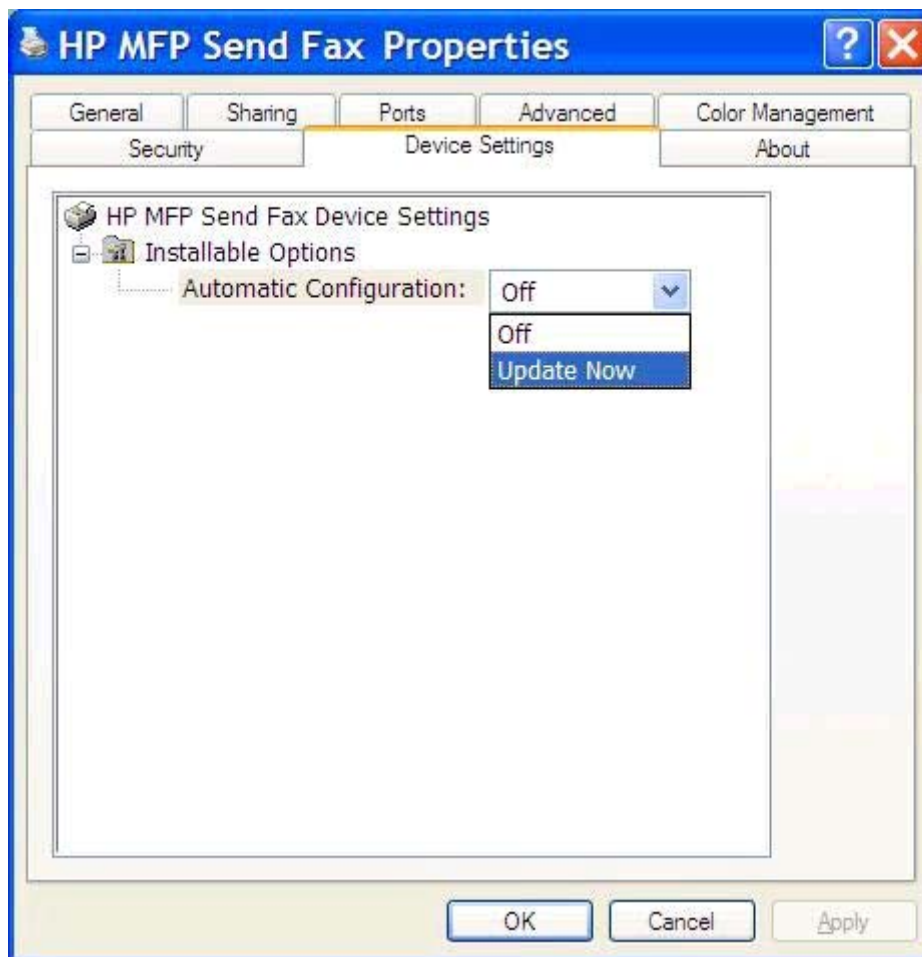 HP MFP Send Fax Properties ?
General Sharing Ports Advanced Color Management
Security Device Settings About
HP MFP Send Fax Device Settings
Installable Options
Automatic Configuration: Off
Off
Update Now
OK Cancel Apply